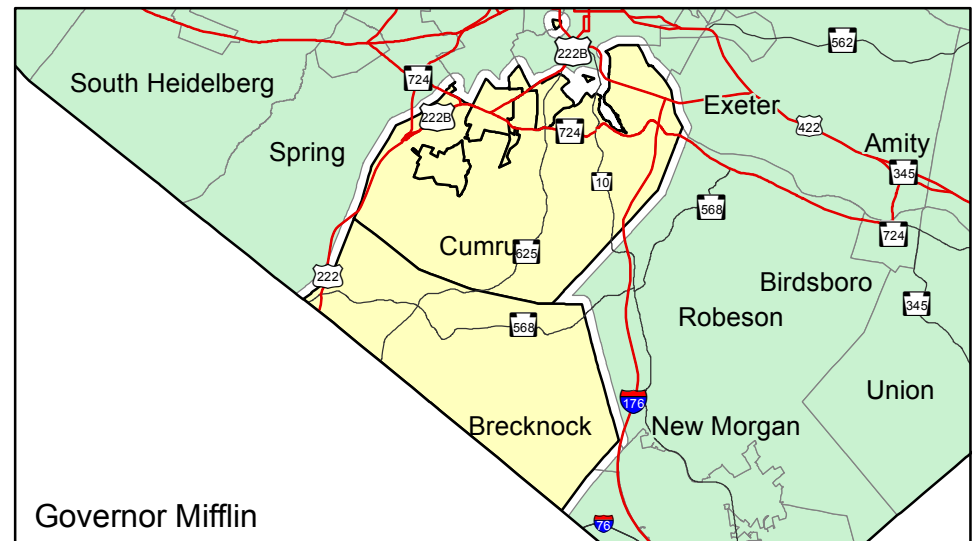 562
222B
724
South Heidelberg
Exeter
222B
422
724
Amity
Spring
345
10
568
724
Cumru
625
222
Birdsboro
345
Robeson
568
Union
176
Brecknock
New Morgan
Governor Mifflin
76